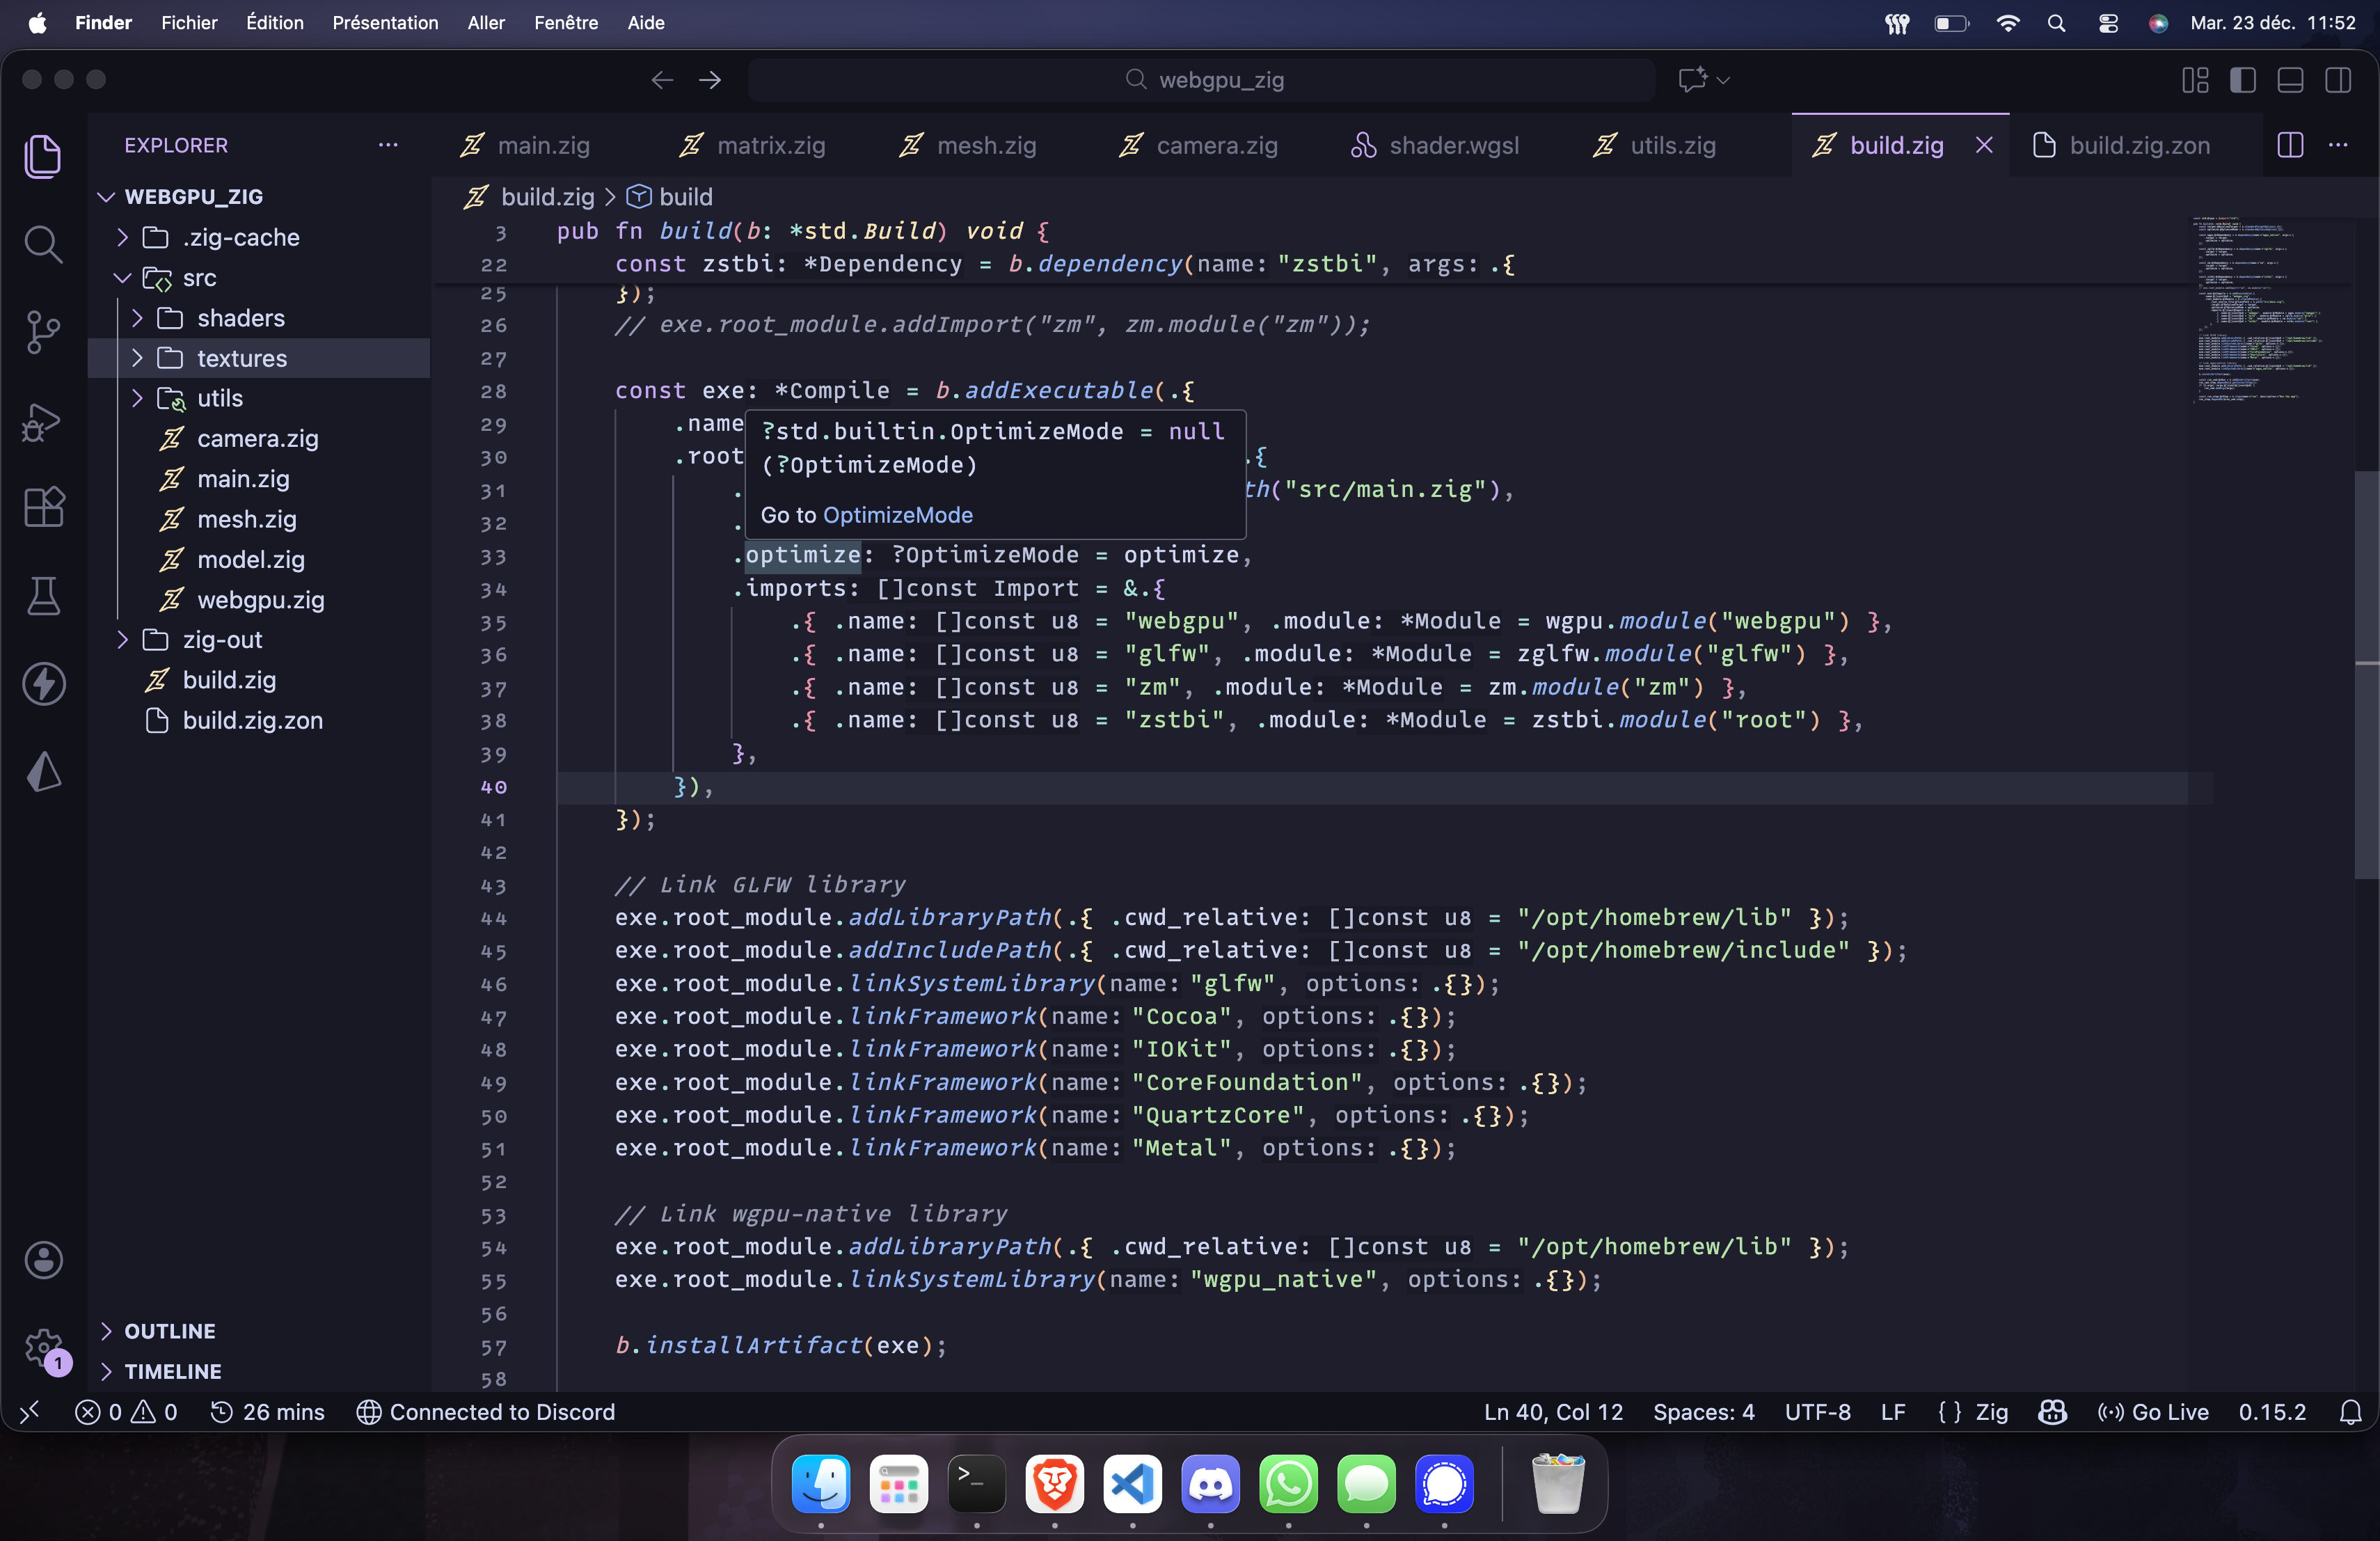 Finder Fichier Édition Présentation Aller Fenêtre Aide Mar. 23 déc. 11:52
webgpu_zig
EXPLORER
main.zig matrix.zig mesh.zig camera.zig shader.wgsl utils.zig build.zig build.zig.zon
WEBGPU_ZIG
.zig-cache
src
shaders
textures
utils
camera.zig
main.zig
mesh.zig
model.zig
webgpu.zig
zig-out
build.zig
build.zig.zon
OUTLINE
TIMELINE
1
build.zig > build
3 pub fn build(b: *std.Build) void {
22 const zstbi: *Dependency = b.dependency(name: "zstbi", args: .{
25 });
26 // exe.root_module.addImport("zm", zm.module("zm"));
27
28 const exe: *Compile = b.addExecutable(.{
29 .name
30 .root .{
31 . th("src/main.zig"),
32 .
?std.builtin.OptimizeMode = null
(?OptimizeMode)
Go to OptimizeMode
33 .optimize: ?OptimizeMode = optimize,
34 .imports: []const Import = &.{
35 .{ .name: []const u8 = "webgpu", .module: *Module = wgpu.module("webgpu") },
36 .{ .name: []const u8 = "glfw", .module: *Module = zglfw.module("glfw") },
37 .{ .name: []const u8 = "zm", .module: *Module = zm.module("zm") },
38 .{ .name: []const u8 = "zstbi", .module: *Module = zstbi.module("root") },
39 },
40 }),
41 });
42
43 // Link GLFW library
44 exe.root_module.addLibraryPath(.{ .cwd_relative: []const u8 = "/opt/homebrew/lib" });
45 exe.root_module.addIncludePath(.{ .cwd_relative: []const u8 = "/opt/homebrew/include" });
46 exe.root_module.linkSystemLibrary(name: "glfw", options: .{});
47 exe.root_module.linkFramework(name: "Cocoa", options: .{});
48 exe.root_module.linkFramework(name: "IOKit", options: .{});
49 exe.root_module.linkFramework(name: "CoreFoundation", options: .{});
50 exe.root_module.linkFramework(name: "QuartzCore", options: .{});
51 exe.root_module.linkFramework(name: "Metal", options: .{});
52
53 // Link wgpu-native library
54 exe.root_module.addLibraryPath(.{ .cwd_relative: []const u8 = "/opt/homebrew/lib" });
55 exe.root_module.linkSystemLibrary(name: "wgpu_native", options: .{});
56
57 b.installArtifact(exe);
58
0 0 26 mins Connected to Discord Ln 40, Col 12 Spaces: 4 UTF-8 LF { } Zig Go Live 0.15.2